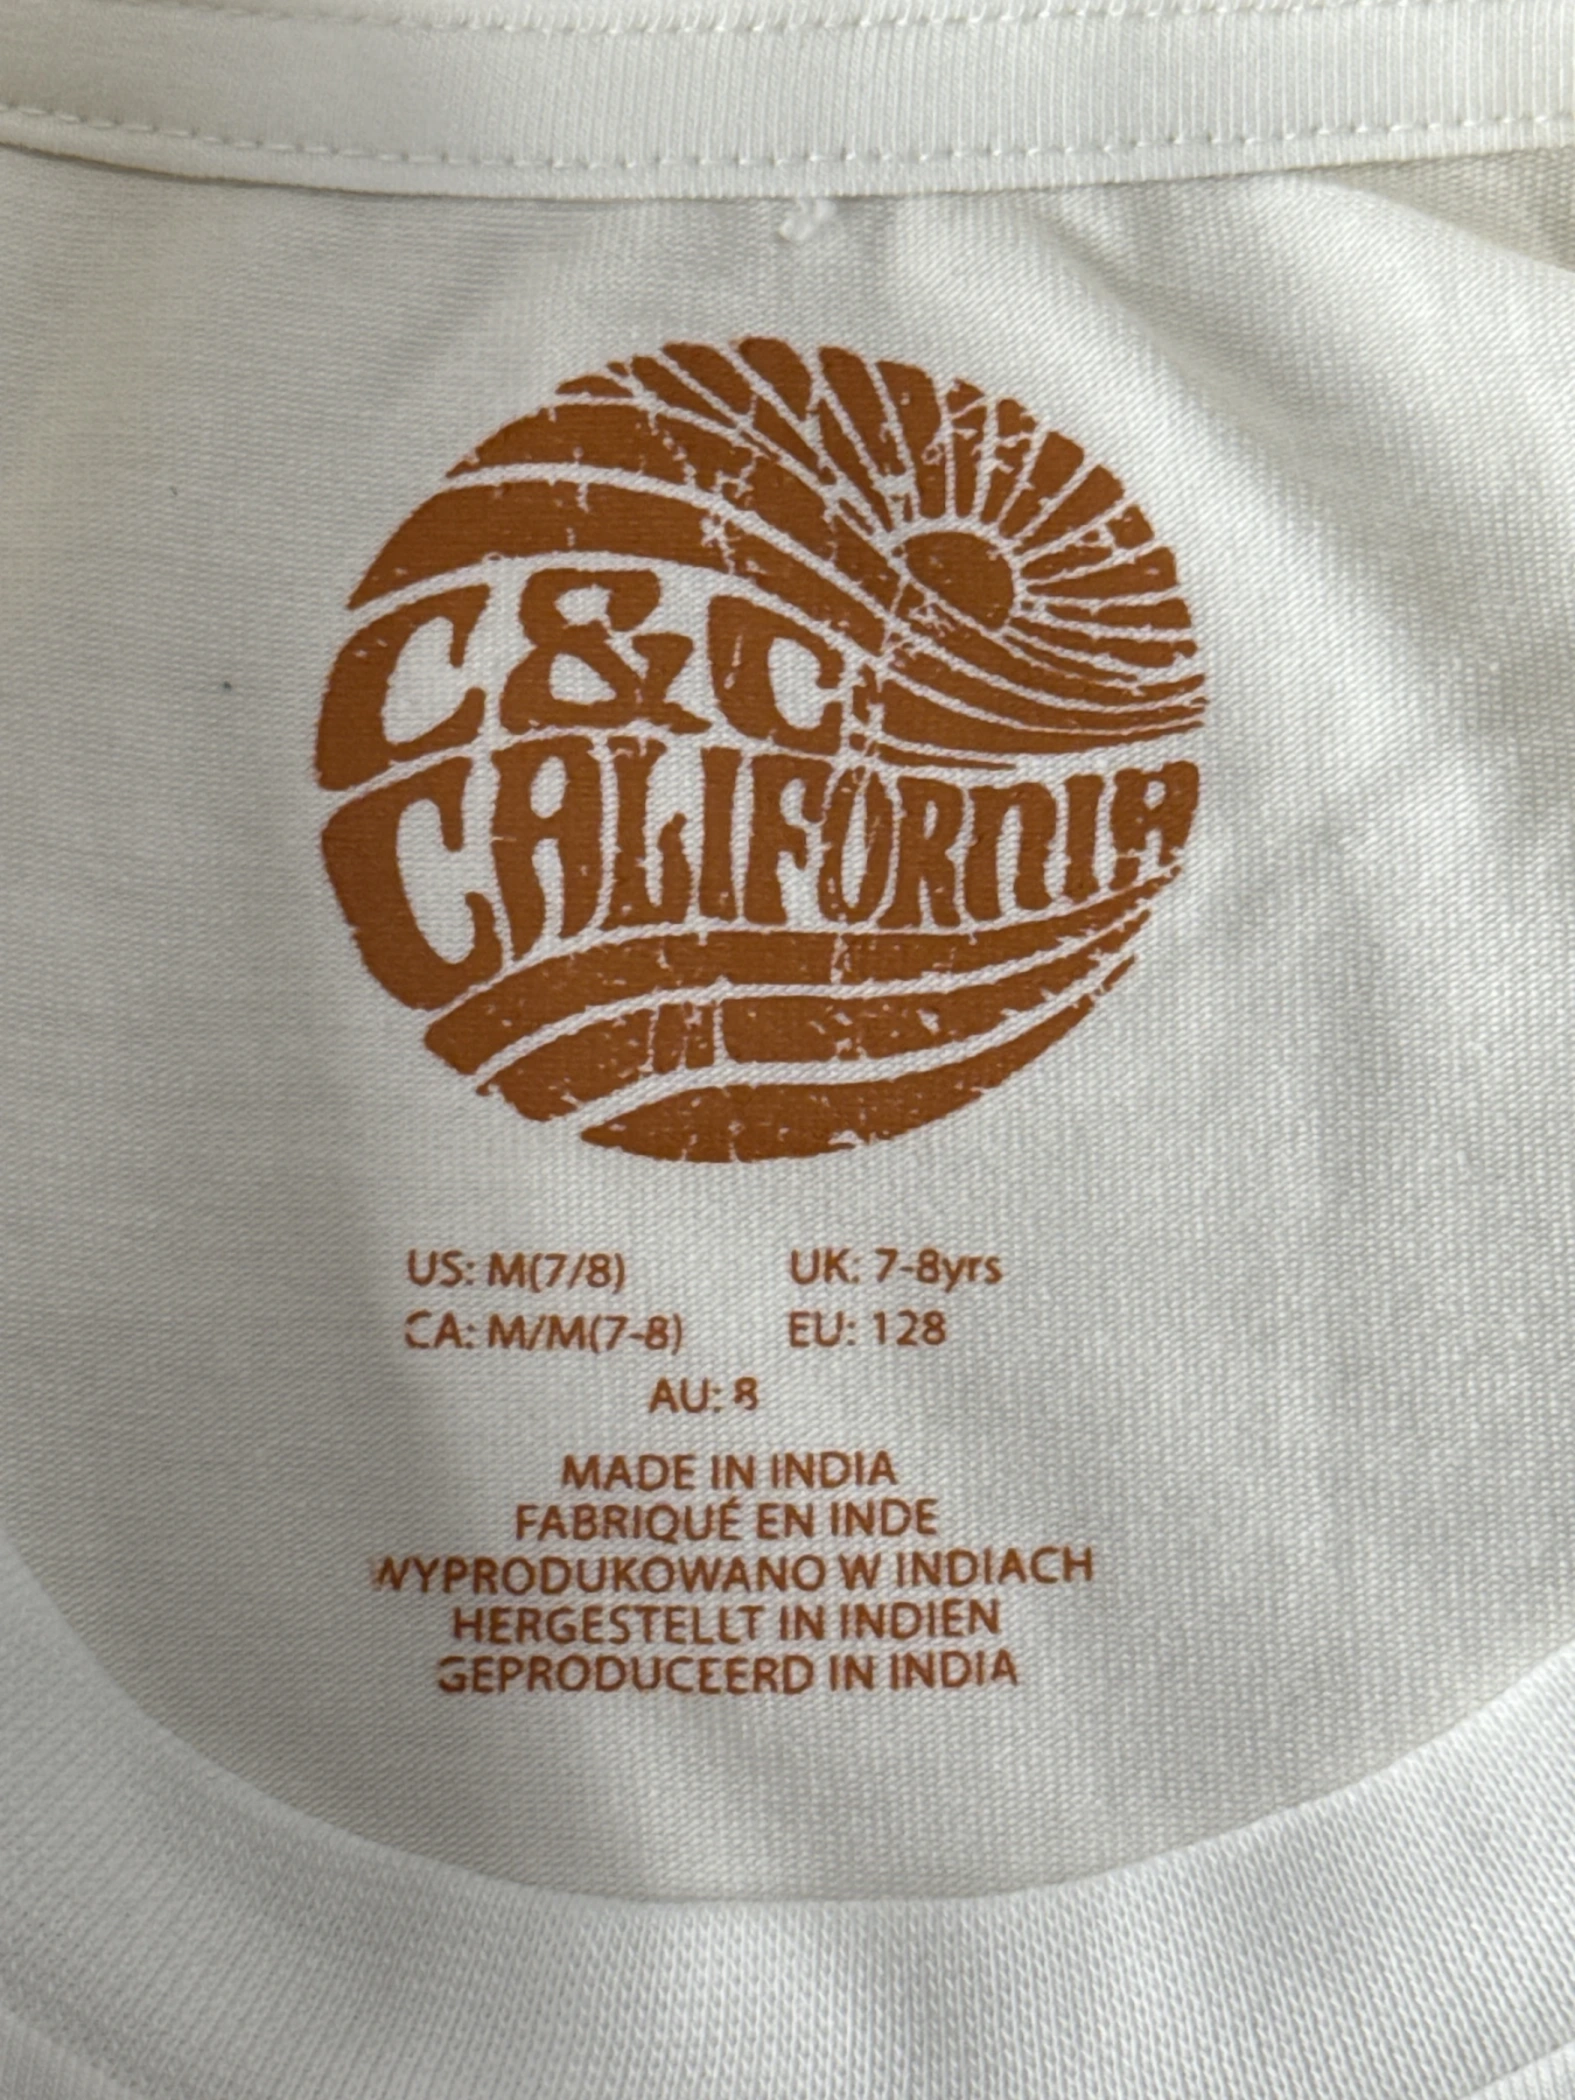 C&C
CALIFORNIA
US: M(7/8) UK: 7-8yrs
CA: M/M(7-8) EU: 128
AU: 8
MADE IN INDIA
FABRIQUÉ EN INDE
WYPRODUKOWANO W INDIACH
HERGESTELLT IN INDIEN
GEPRODUCEERD IN INDIA